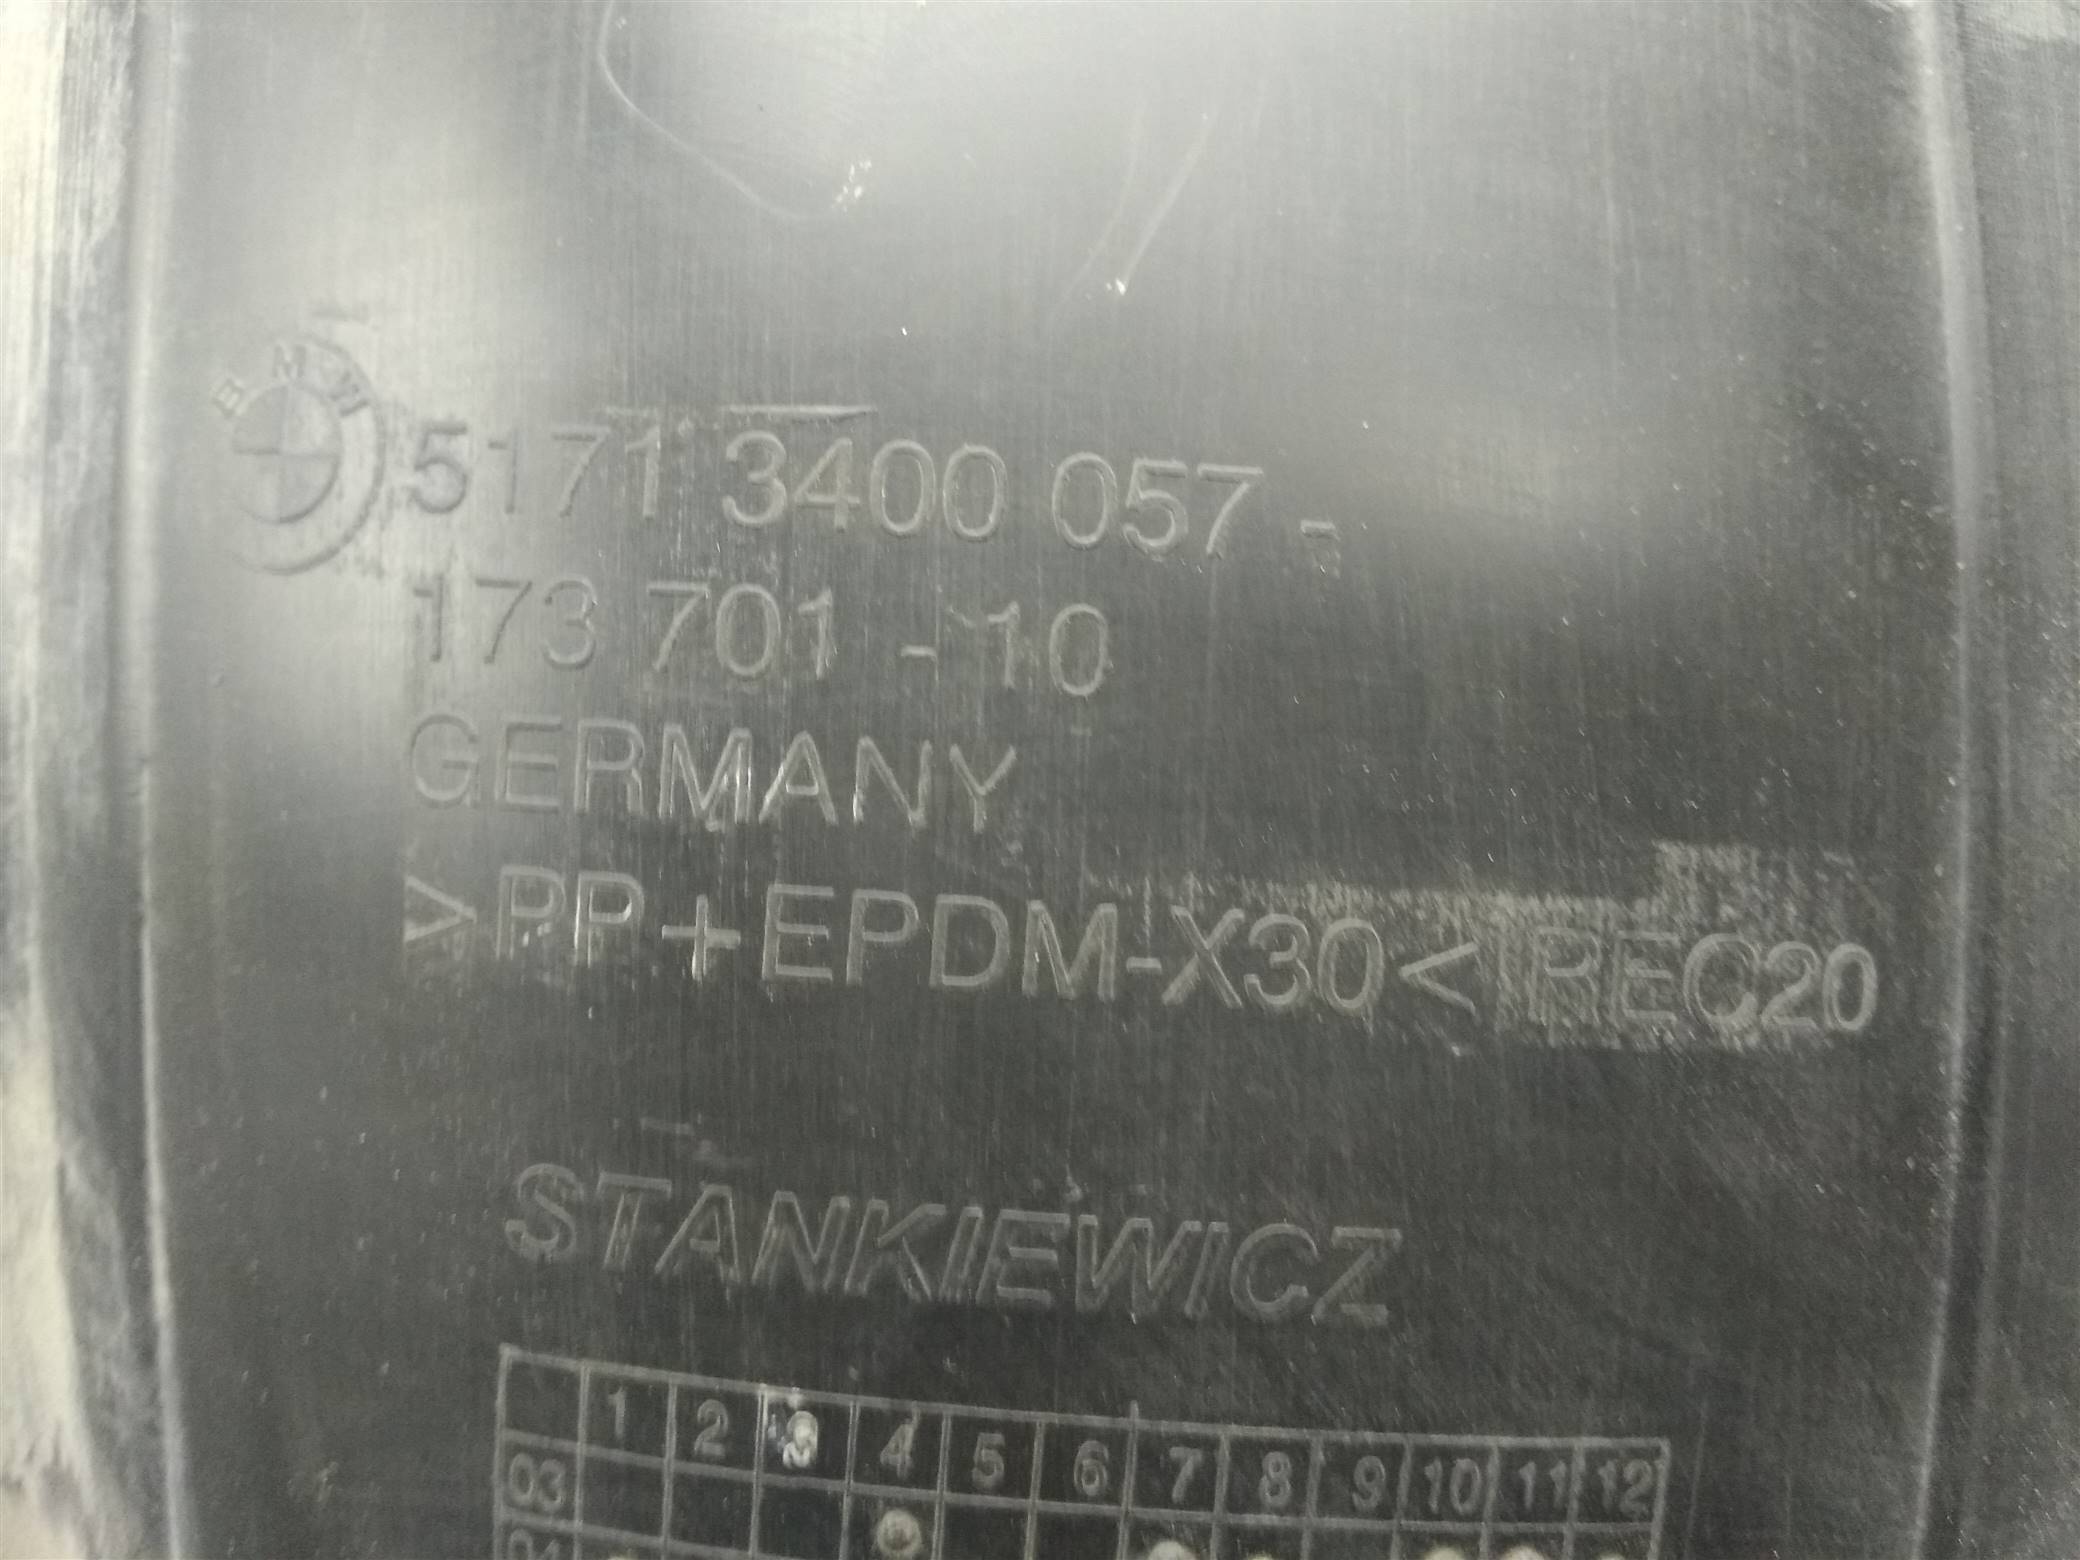 BMW
5171 3400 057 -
173 701 - 10
GERMANY
>PP+EPDM-X30< REC20
STANKIEWICZ
1 2 3 4 5 6 7 8 9 10 11 12
03
04